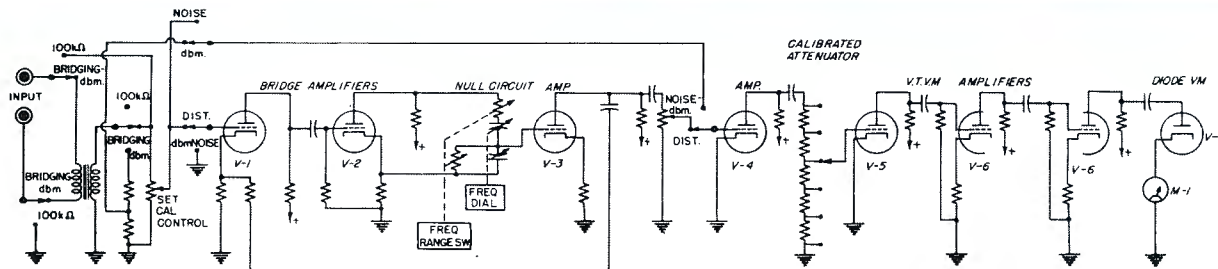 NOISE
100kΩ
BRIDGING-
dbm.
INPUT
BRIDGING
dbm
100kΩ
100kΩ
BRIDGING
dbm.
dbm.
DIST.
dbm NOISE
SET
CAL
CONTROL
V-1
BRIDGE AMPLIFIERS
V-2
NULL CIRCUIT
FREQ
DIAL
FREQ
RANGE SW
AMP
V-3
NOISE-
dbm
DIST.
AMP.
V-4
CALIBRATED
ATTENUATOR
V-5
V.T.V.M
AMPLIFIERS
V-6
V-6
DIODE VM
V-
M-1
+
+
+
+
+
+
+